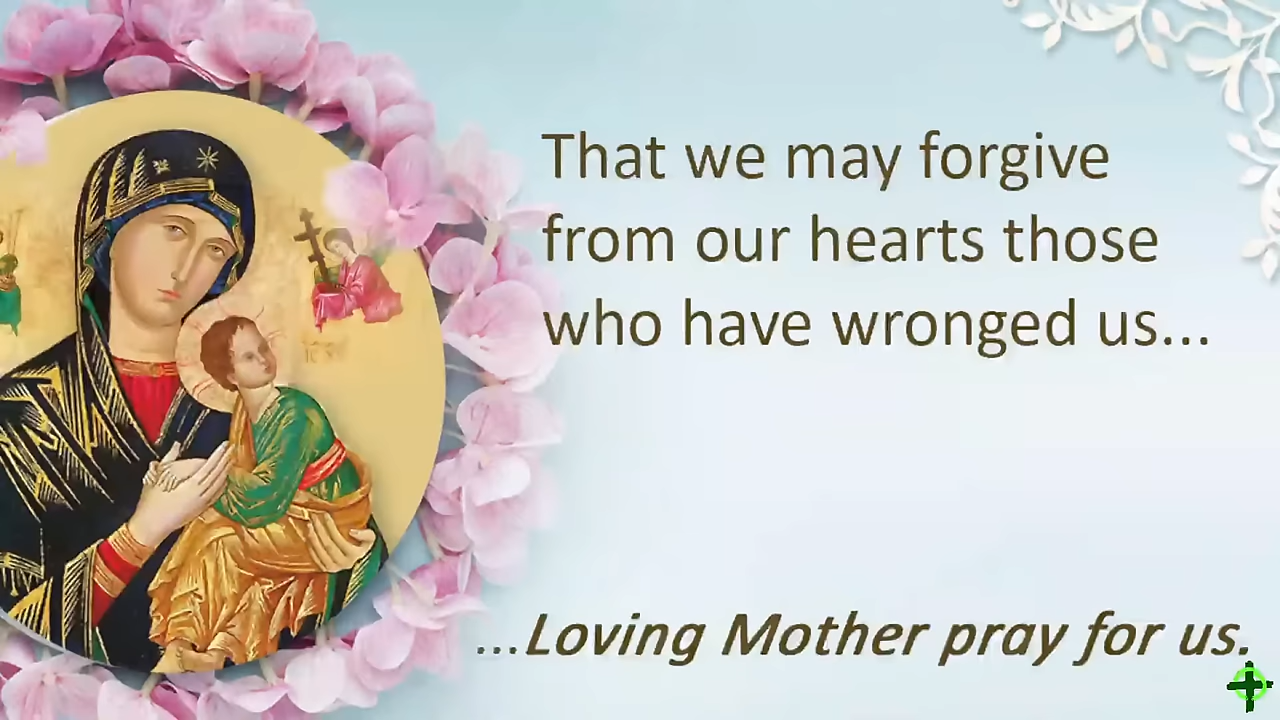 That we may forgive
from our hearts those
who have wronged us...
...Loving Mother pray for us.